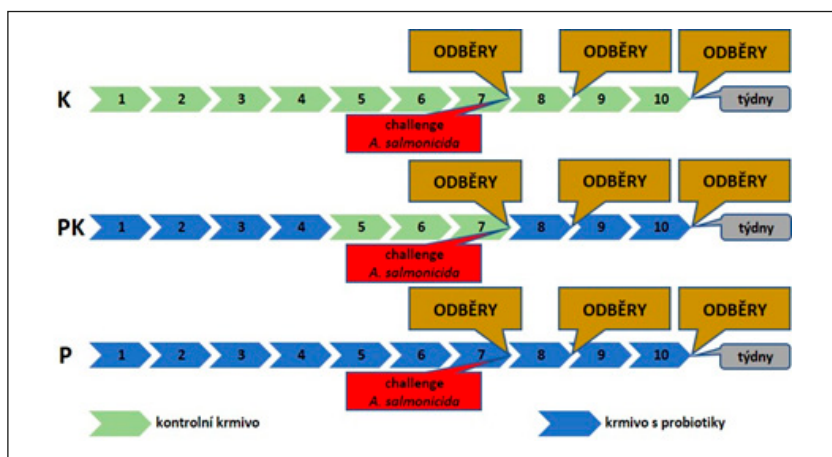 ODBĚRY ODBĚRY ODBĚRY
K 1 2 3 4 5 6 7 8 9 10 týdny
challenge
A. salmonicida
ODBĚRY ODBĚRY ODBĚRY
PK 1 2 3 4 5 6 7 8 9 10 týdny
challenge
A. salmonicida
ODBĚRY ODBĚRY ODBĚRY
P 1 2 3 4 5 6 7 8 9 10 týdny
challenge
A. salmonicida
kontrolní krmivo krmivo s probiotiky